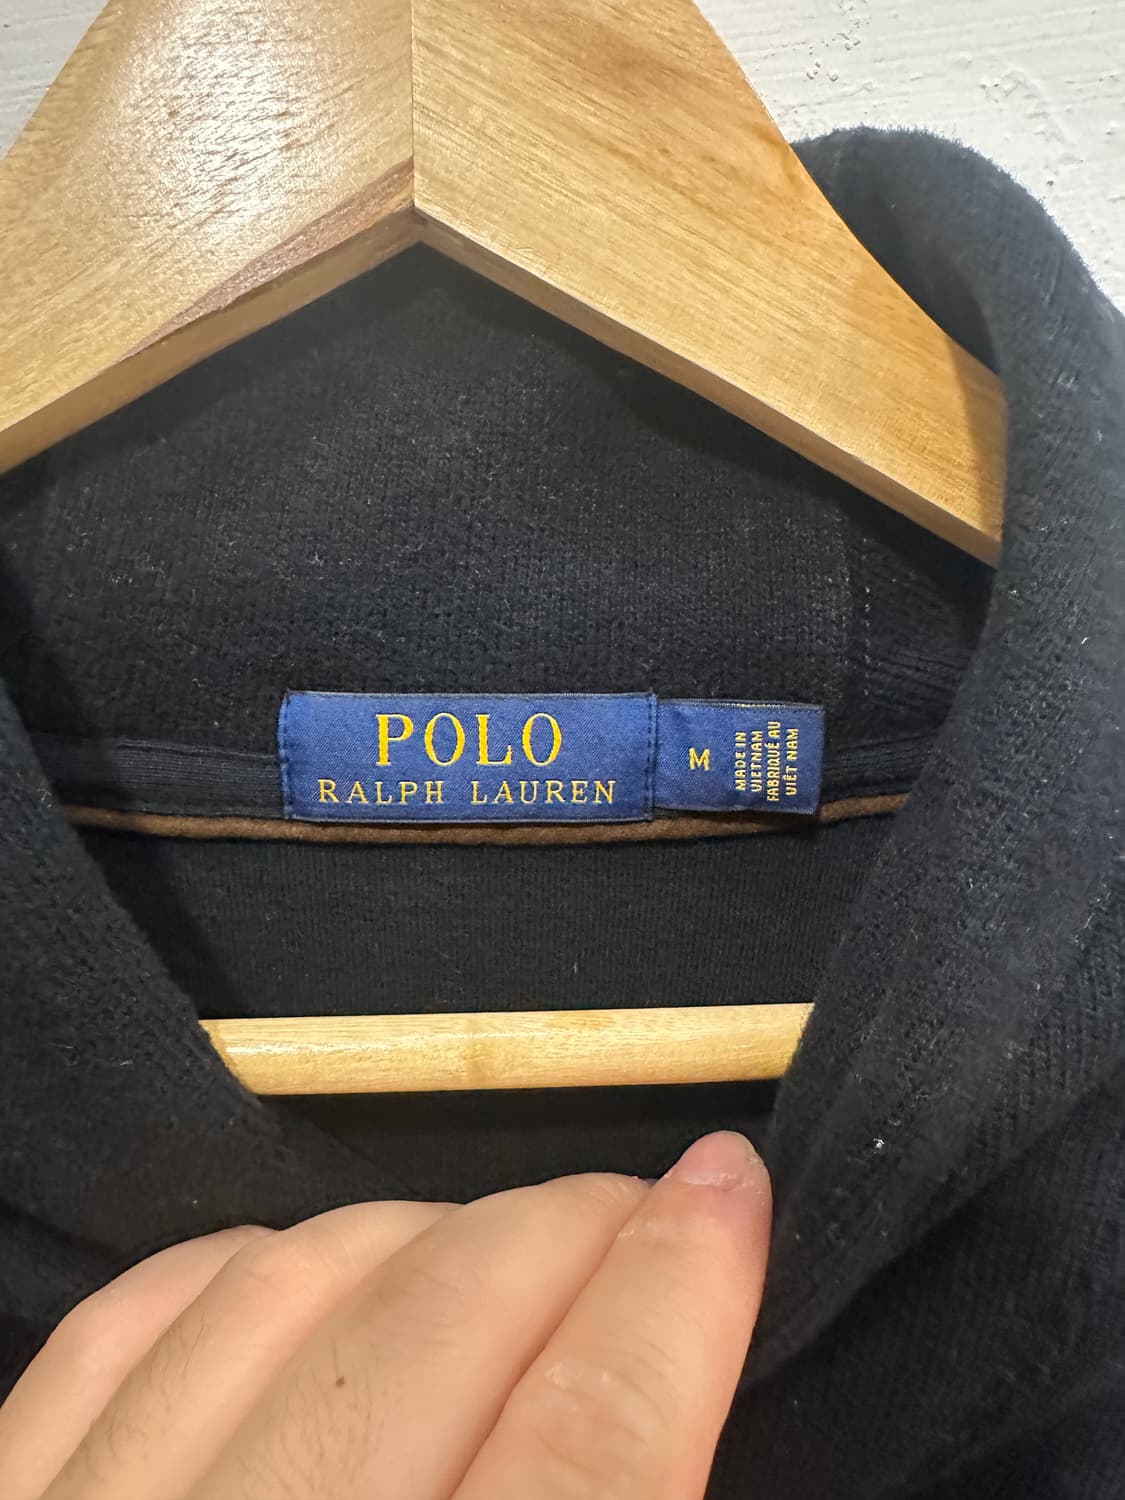 POLO
RALPH LAUREN
M
MADE IN
VIETNAM
FABRIQUÉ AU
VIÊT NAM